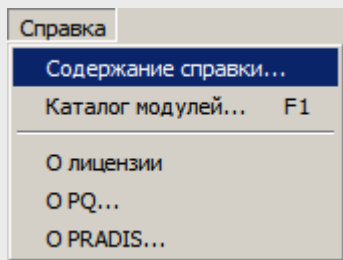 Справка
Содержание справки...
Каталог модулей... F1
О лицензии
О PQ...
О PRADIS...